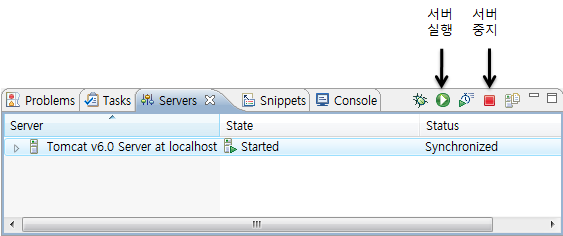 서버 서버
실행 중지
Problems Tasks Servers Snippets Console
Server State Status
Tomcat v6.0 Server at localhost Started Synchronized